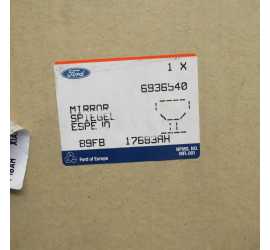 Ford
1 X
6936540
MIRROR
SPIEGEL
ESPEJO
89FB 17683AH
Ford of Europe